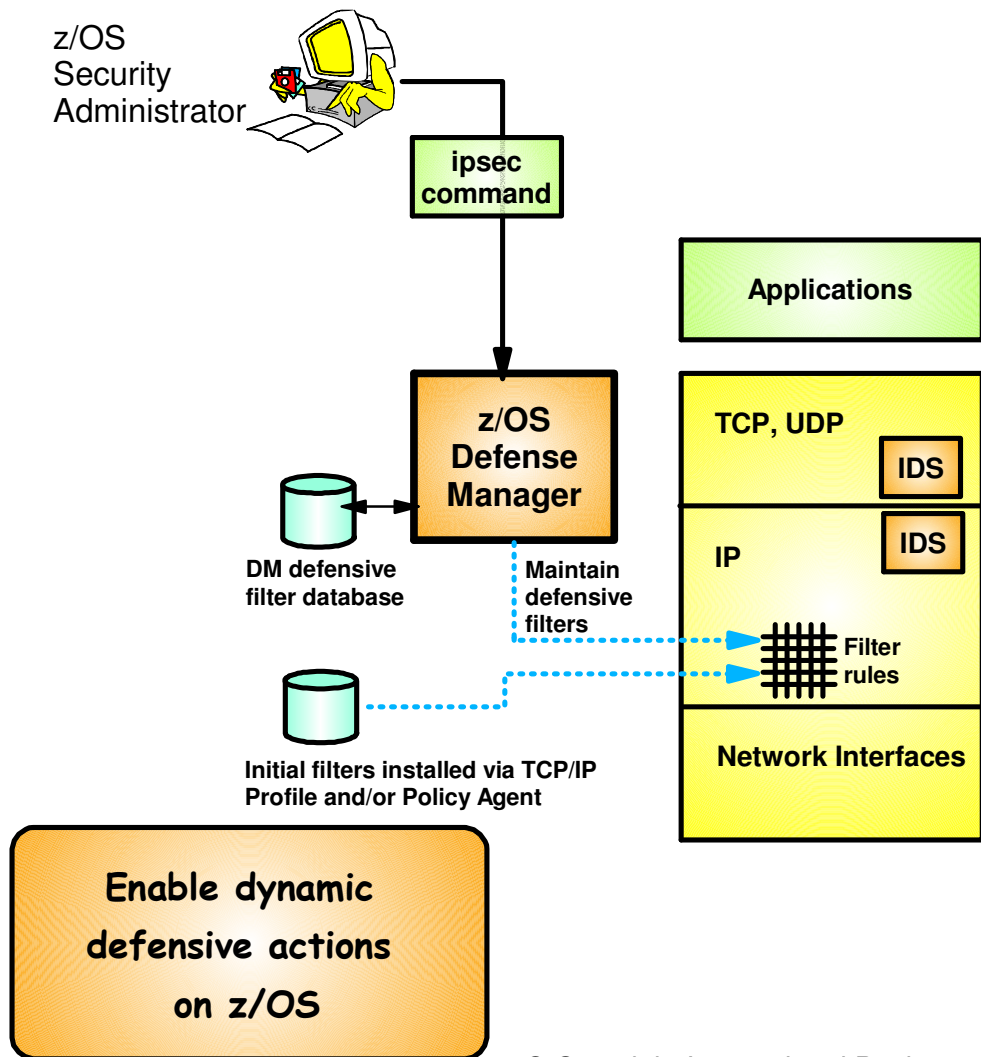 z/OS
Security
Administrator
ipsec
command
Applications
z/OS
Defense
Manager
TCP, UDP
IDS
IDS
IP
DM defensive
filter database
Maintain
defensive
filters
Filter
rules
Initial filters installed via TCP/IP
Profile and/or Policy Agent
Network Interfaces
Enable dynamic
defensive actions
on z/OS